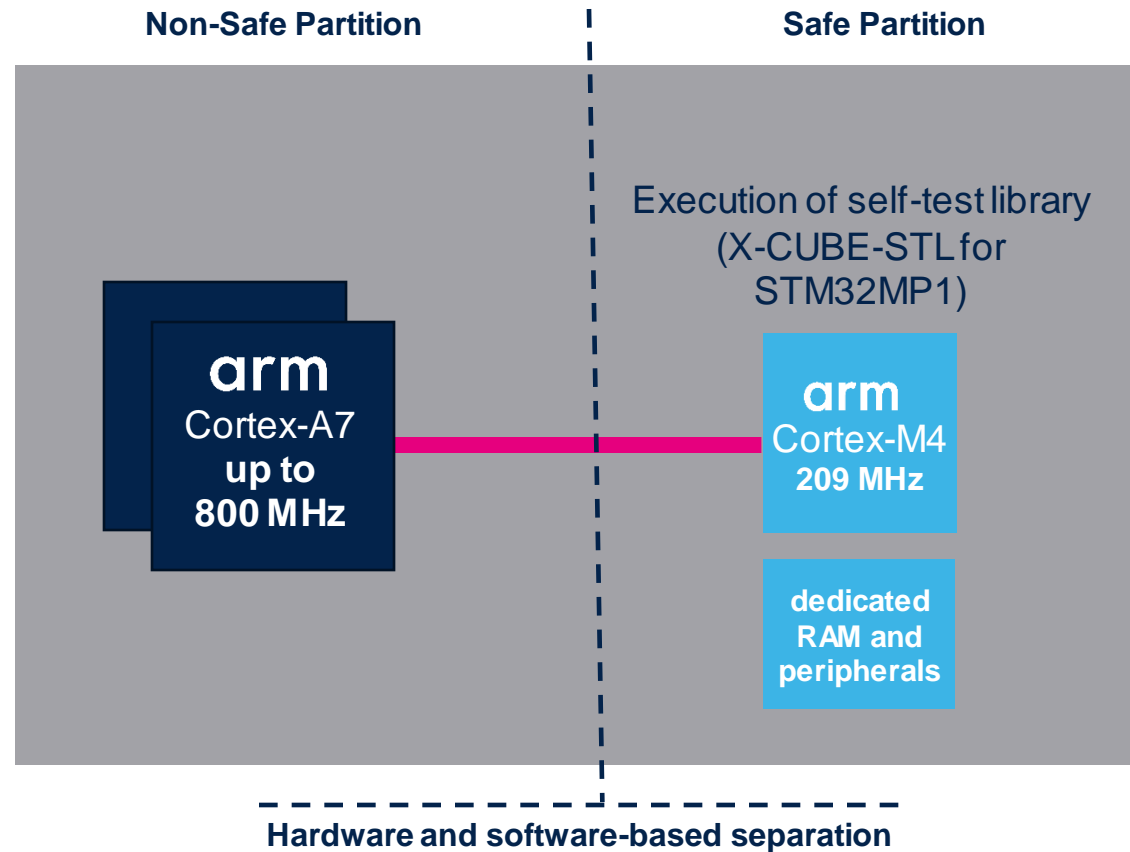 Non-Safe Partition
Safe Partition
Execution of self-test library
(X-CUBE-STL for
STM32MP1)
arm
Cortex-A7
up to
800 MHz
arm
Cortex-M4
209 MHz
dedicated
RAM and
peripherals
Hardware and software-based separation